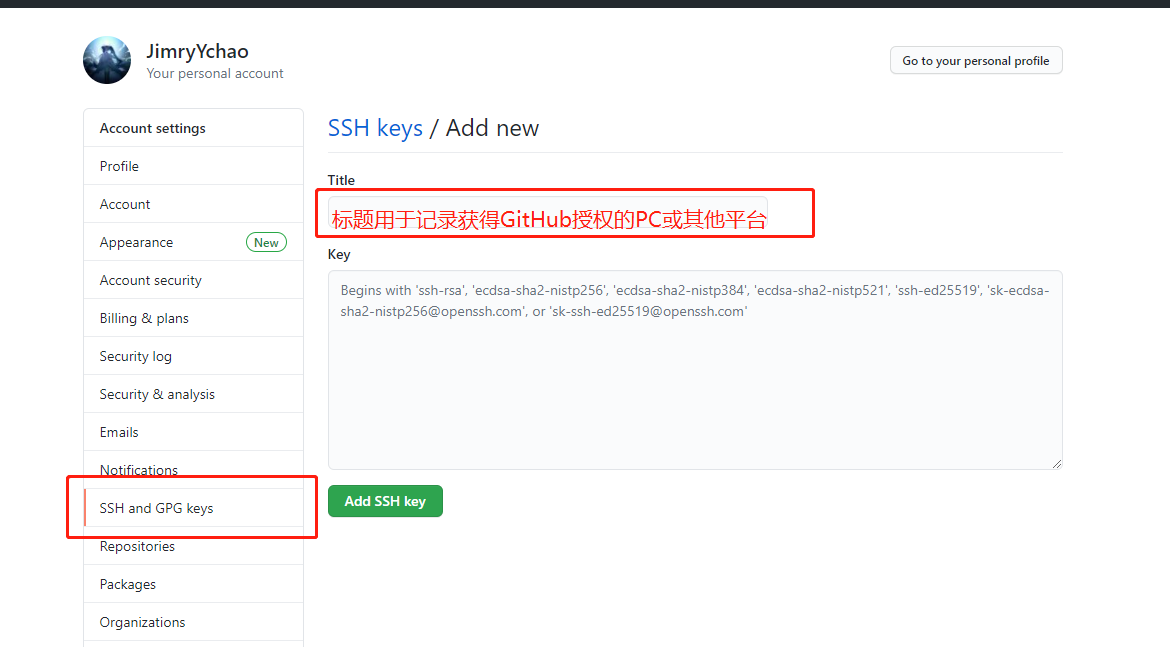 JimryYchao
Your personal account
Go to your personal profile
Account settings
Profile
Account
Appearance New
Account security
Billing & plans
Security log
Security & analysis
Emails
Notifications
SSH and GPG keys
Repositories
Packages
Organizations
SSH keys / Add new
Title
标题用于记录获得GitHub授权的PC或其他平台
Key
Begins with 'ssh-rsa', 'ecdsa-sha2-nistp256', 'ecdsa-sha2-nistp384', 'ecdsa-sha2-nistp521', 'ssh-ed25519', 'sk-ecdsa-
sha2-nistp256@openssh.com', or 'sk-ssh-ed25519@openssh.com'
Add SSH key